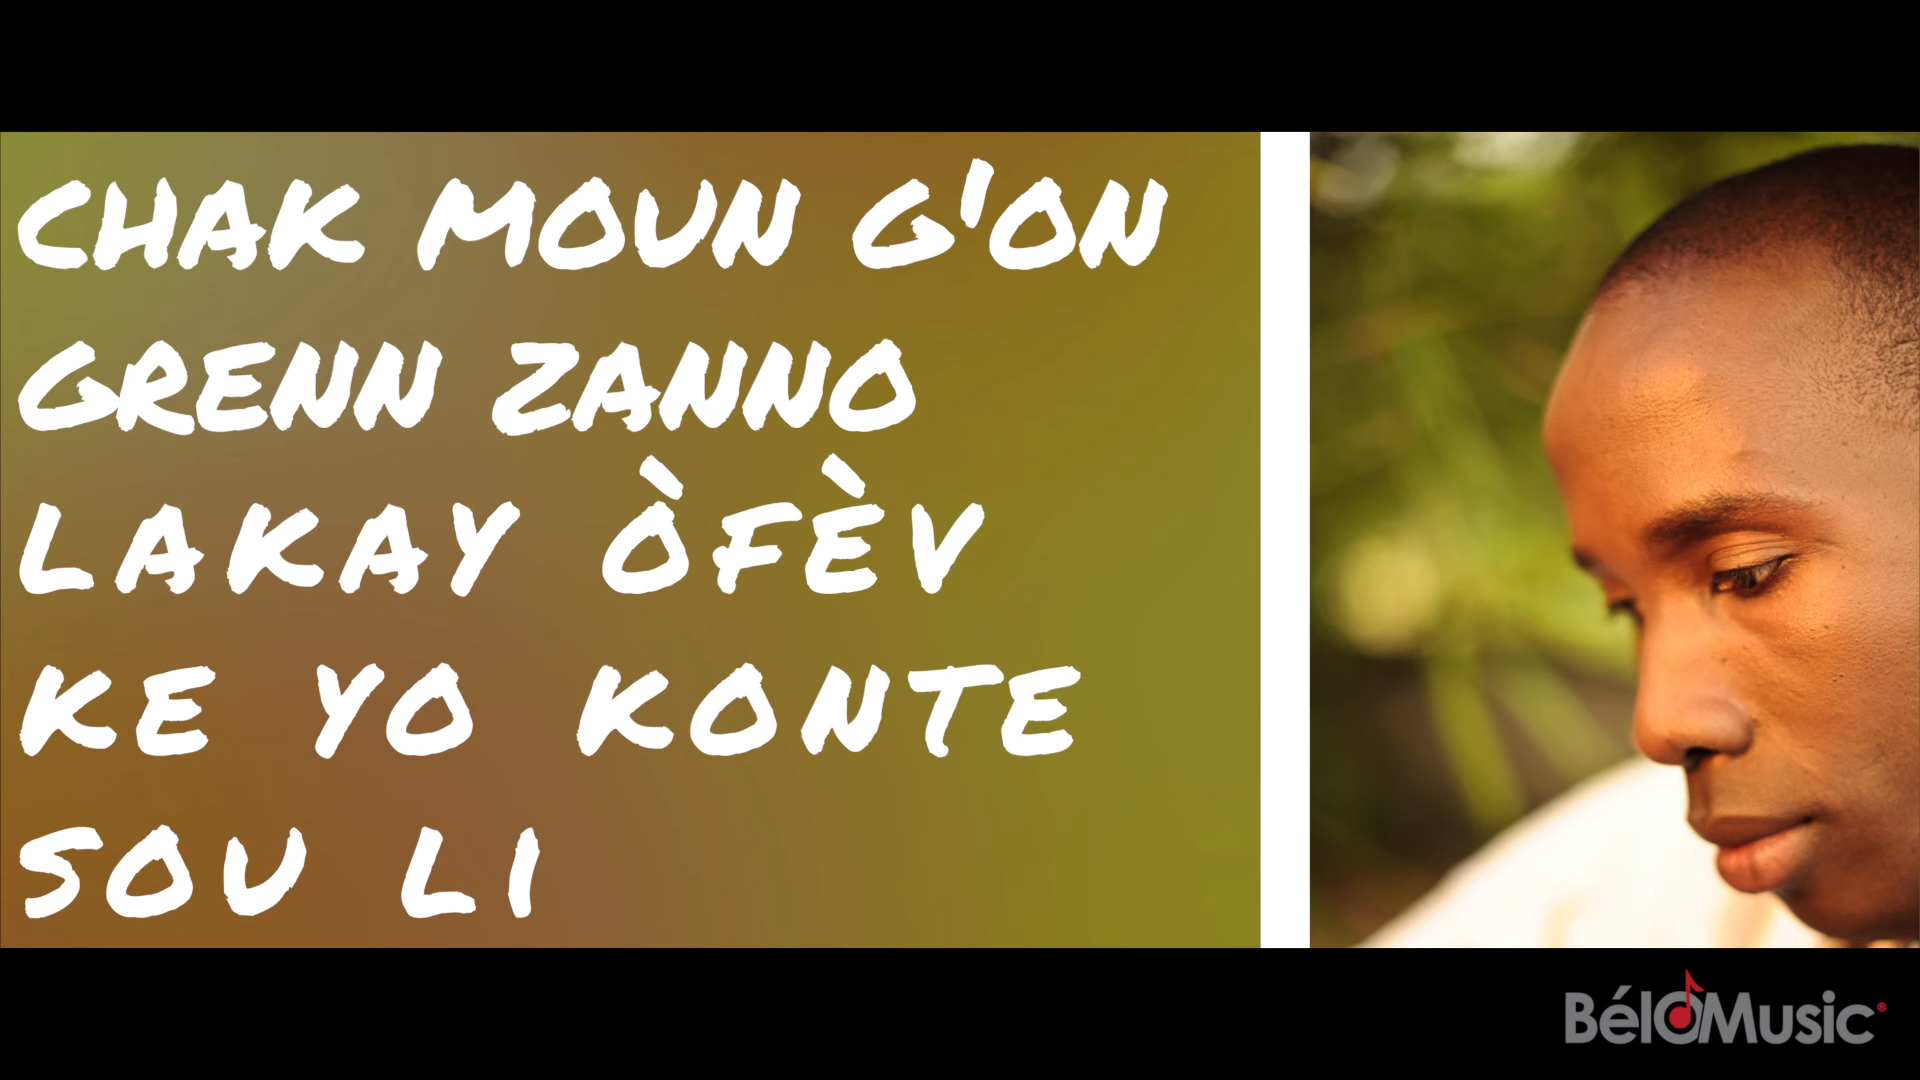 CHAK MOUN G'ON
GRENN ZANNO
LAKAY ÒFÈV
KE YO KONTE
SOU LI
BéloMusic